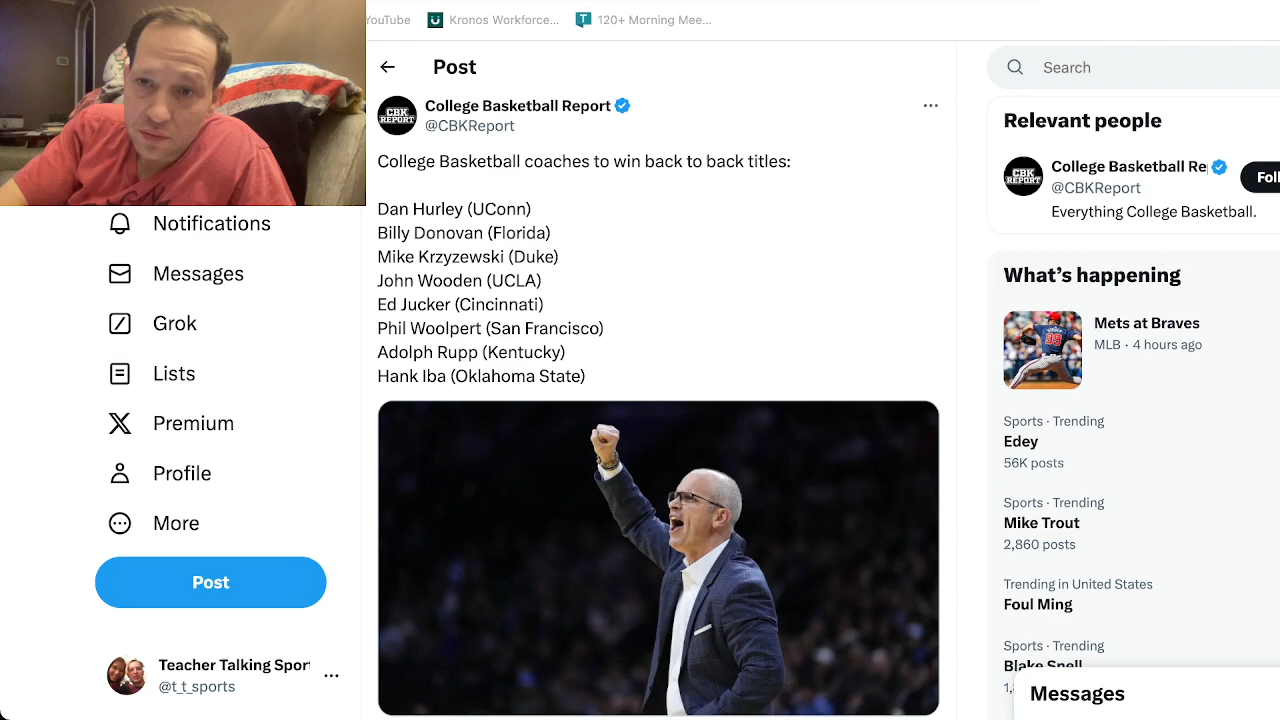 YouTube
Kronos Workforce...
120+ Morning Mee...
Post
Search
CBK
REPORT
College Basketball Report
@CBKReport
College Basketball coaches to win back to back titles:
Dan Hurley (UConn)
Billy Donovan (Florida)
Mike Krzyzewski (Duke)
John Wooden (UCLA)
Ed Jucker (Cincinnati)
Phil Woolpert (San Francisco)
Adolph Rupp (Kentucky)
Hank Iba (Oklahoma State)
Notifications
Messages
Grok
Lists
Premium
Profile
More
Post
Teacher Talking Spor
@t_t_sports
Relevant people
CBK
REPORT
College Basketball Re
@CBKReport
Foll
Everything College Basketball.
What's happening
Mets at Braves
MLB · 4 hours ago
Sports · Trending
Edey
56K posts
Sports · Trending
Mike Trout
2,860 posts
Trending in United States
Foul Ming
Sports · Trending
Blake Snell
Messages